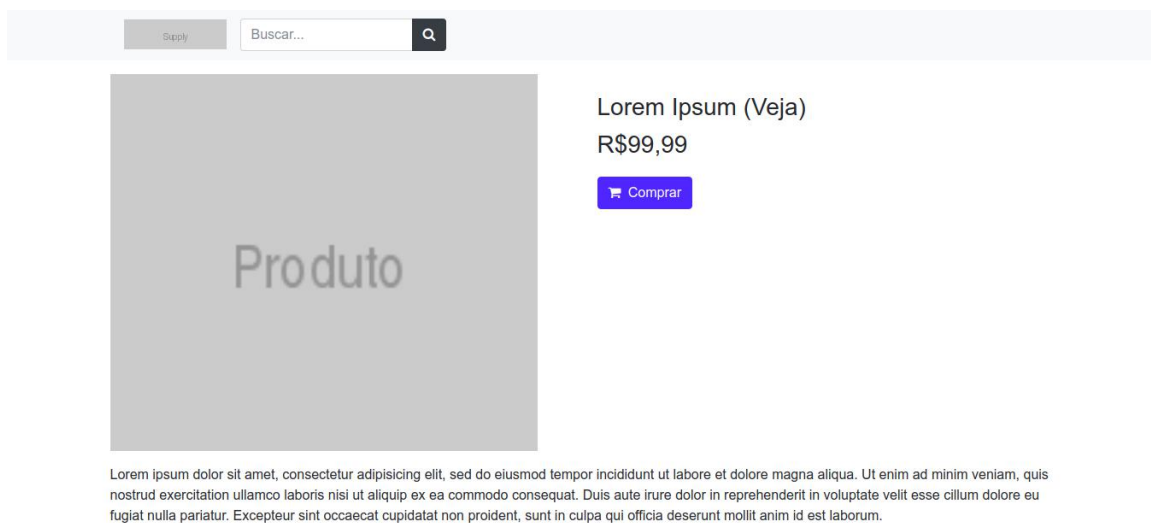 Supply
Buscar...
Lorem Ipsum (Veja)
R$99,99
Comprar
Produto
Lorem ipsum dolor sit amet, consectetur adipisicing elit, sed do eiusmod tempor incididunt ut labore et dolore magna aliqua. Ut enim ad minim veniam, quis
nostrud exercitation ullamco laboris nisi ut aliquip ex ea commodo consequat. Duis aute irure dolor in reprehenderit in voluptate velit esse cillum dolore eu
fugiat nulla pariatur. Excepteur sint occaecat cupidatat non proident, sunt in culpa qui officia deserunt mollit anim id est laborum.